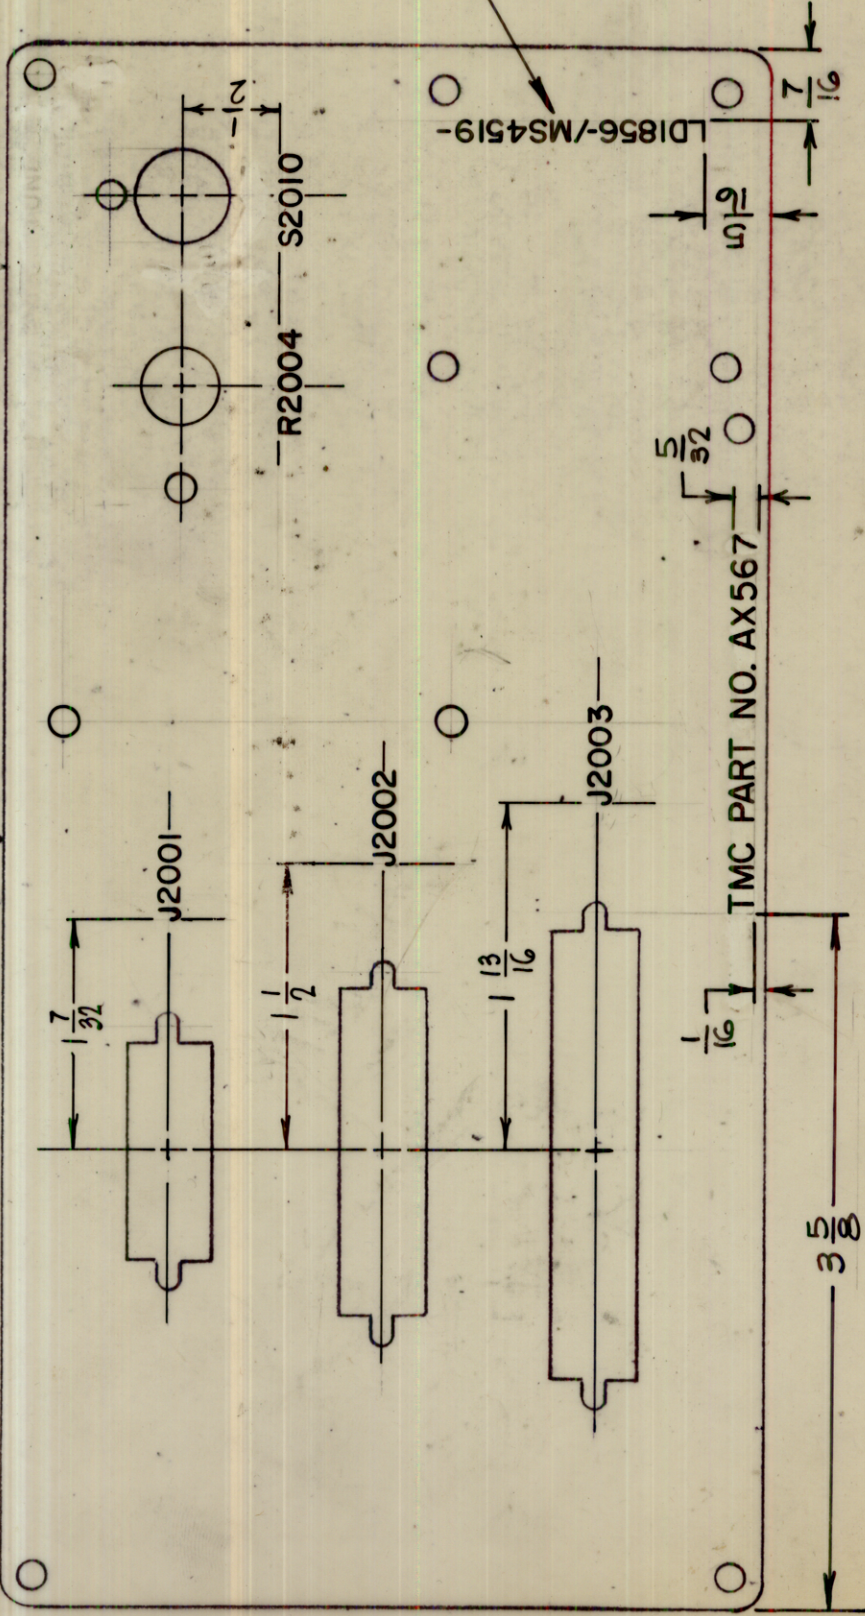 1/2
S2010
R2004
LD1856-/MS4519-
7/16
5/16
5/32
TMC PART NO. AX567
J2001
J2002
J2003
1 7/32
1 1/2
1 13/16
1/16
3 5/8